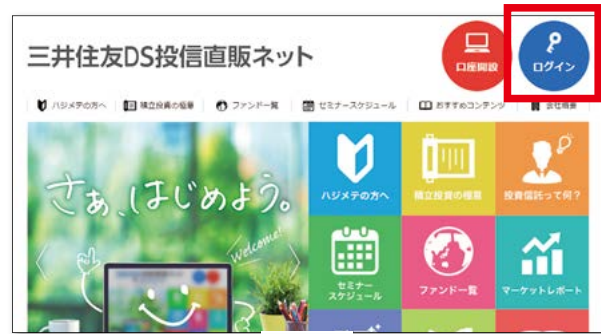 三井住友DS投信直販ネット
口座開設
ログイン
ハジメテの方へ
積立投資の極意
ファンド一覧
セミナースケジュール
おすすめコンテンツ
会社概要
さぁ、はじめよう。
Welcome!
ハジメテの方へ
積立投資の極意
投資信託って何？
セミナー
スケジュール
ファンド一覧
マーケットレポート